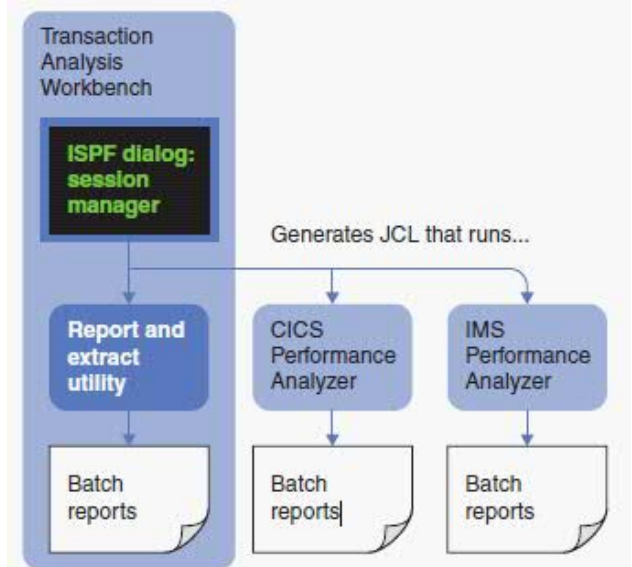 Transaction
Analysis
Workbench
ISPF dialog:
session
manager
Generates JCL that runs...
Report and
extract
utility
CICS
Performance
Analyzer
IMS
Performance
Analyzer
Batch
reports
Batch
reports
Batch
reports